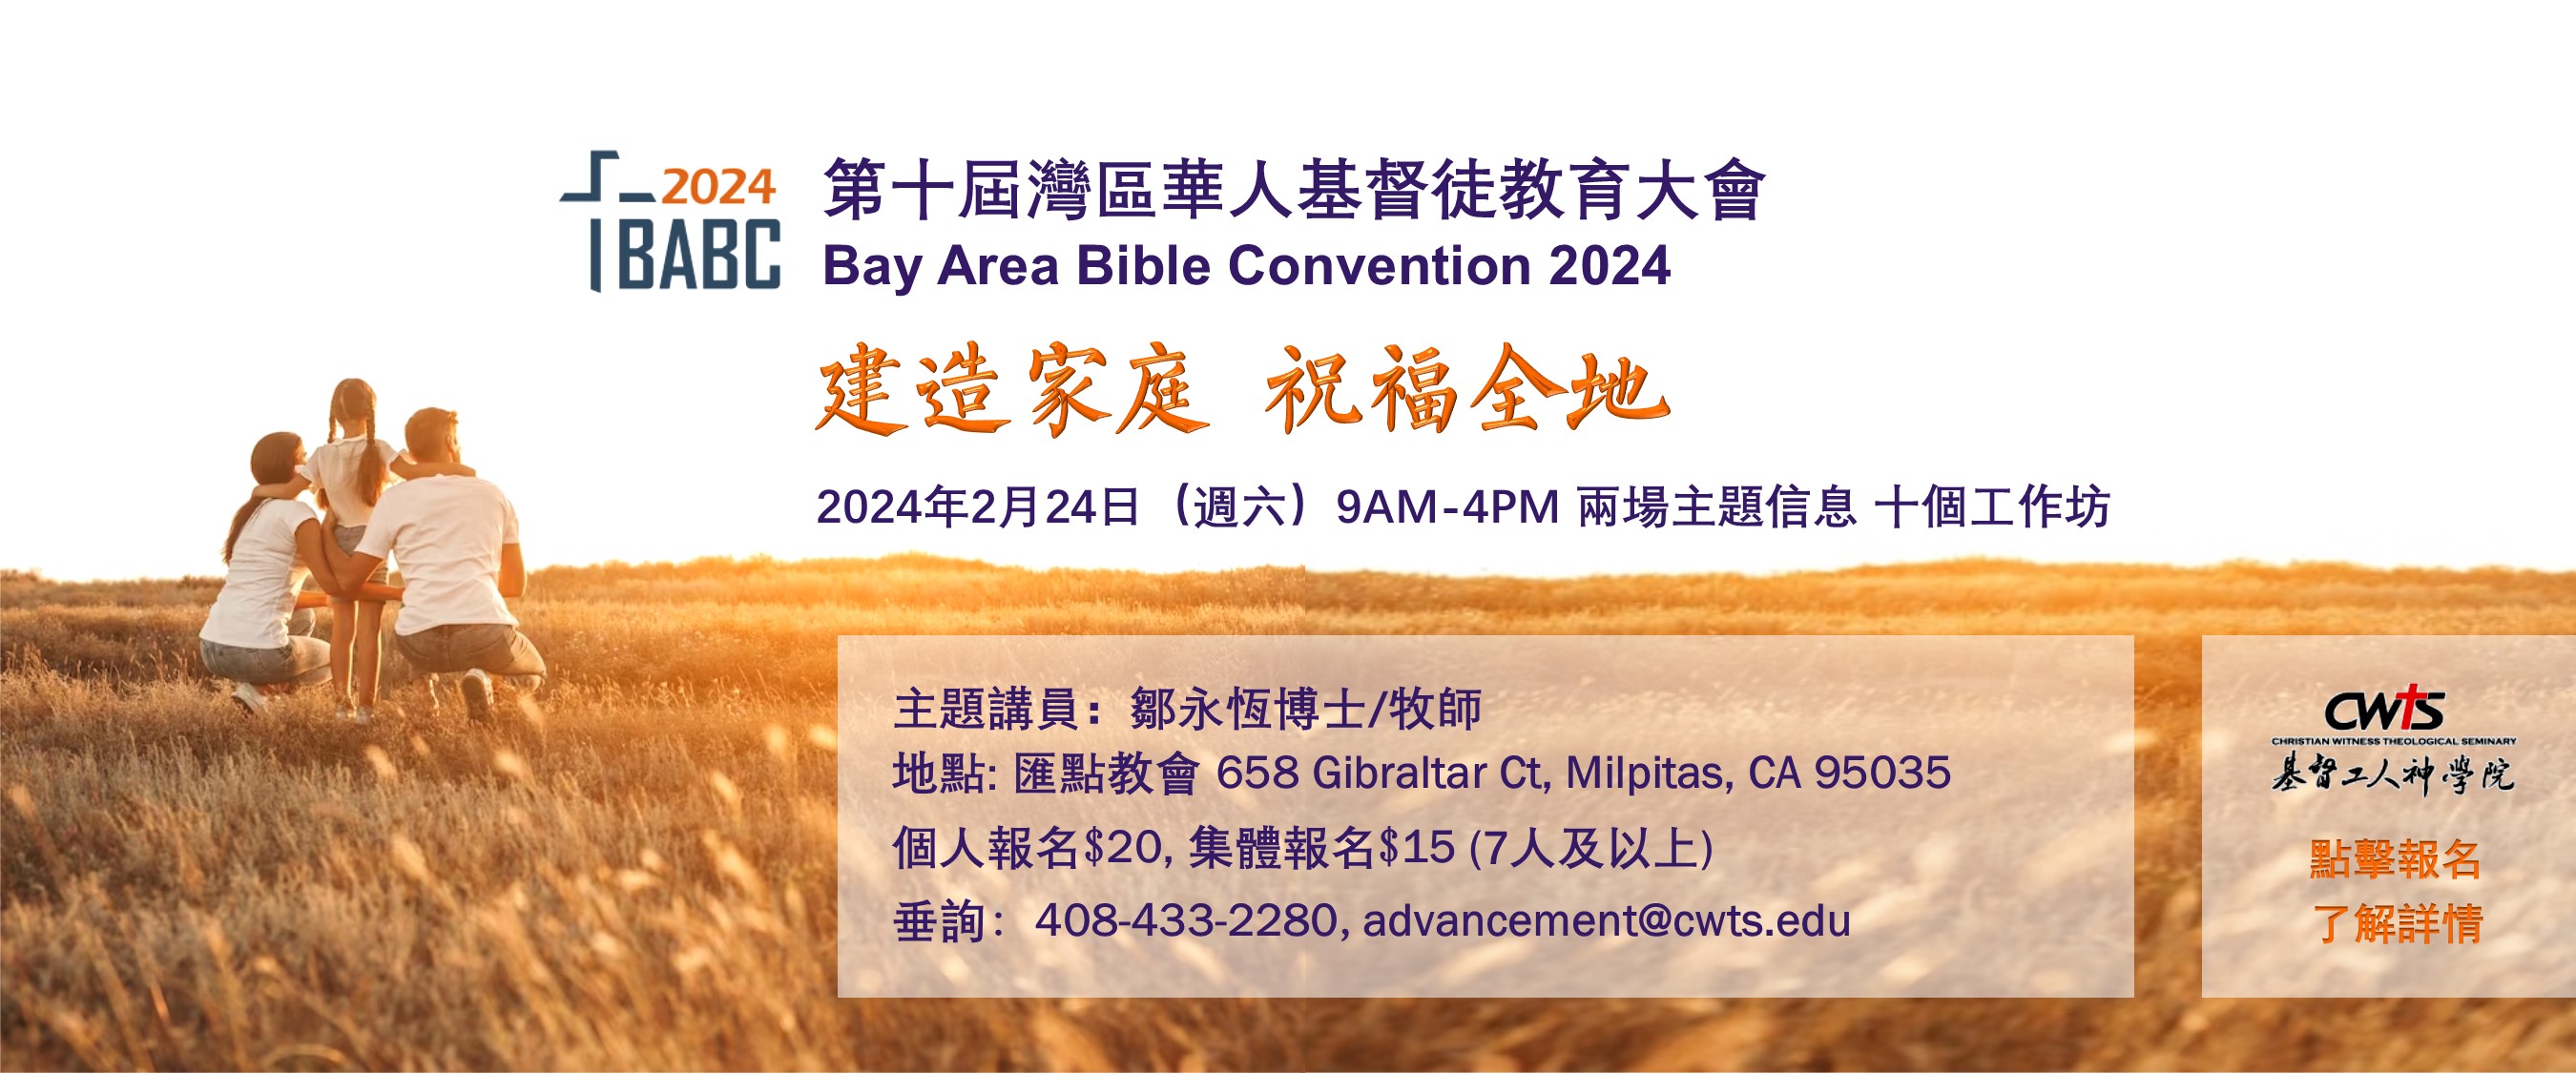 2024
BABC
第十屆灣區華人基督徒教育大會
Bay Area Bible Convention 2024
建造家庭 祝福全地
2024年2月24日（週六）9AM-4PM 兩場主題信息 十個工作坊
主題講員：鄒永恆博士/牧師
地點: 匯點教會 658 Gibraltar Ct, Milpitas, CA 95035
個人報名$20, 集體報名$15 (7人及以上)
垂詢：408-433-2280, advancement@cwts.edu
CWTS
CHRISTIAN WITNESS THEOLOGICAL SEMINARY
基督工人神學院
點擊報名
了解詳情